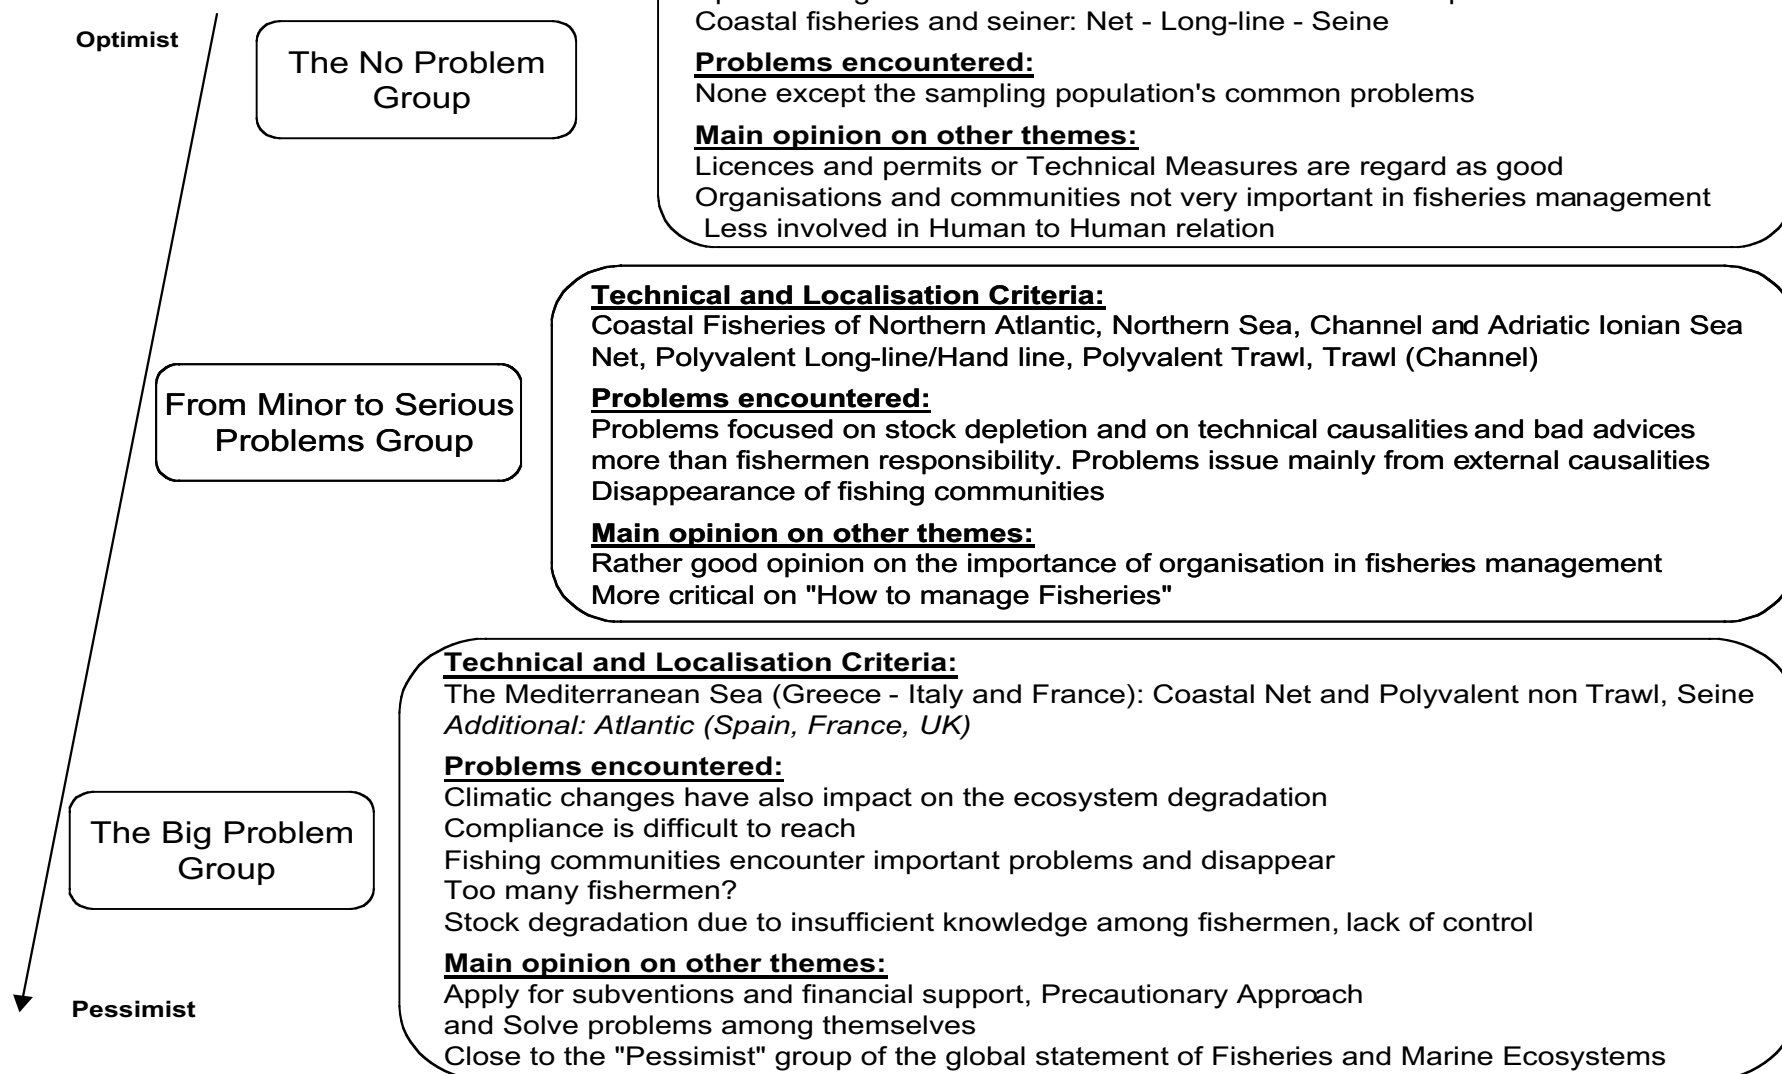 Coastal fisheries and seiner: Net - Long-line - Seine
Optimist
The No Problem
Group
Problems encountered:
None except the sampling population's common problems
Main opinion on other themes:
Licences and permits or Technical Measures are regard as good
Organisations and communities not very important in fisheries management
Less involved in Human to Human relation
From Minor to Serious
Problems Group
Technical and Localisation Criteria:
Coastal Fisheries of Northern Atlantic, Northern Sea, Channel and Adriatic Ionian Sea
Net, Polyvalent Long-line/Hand line, Polyvalent Trawl, Trawl (Channel)
Problems encountered:
Problems focused on stock depletion and on technical causalities and bad advices
more than fishermen responsibility. Problems issue mainly from external causalities
Disappearance of fishing communities
Main opinion on other themes:
Rather good opinion on the importance of organisation in fisheries management
More critical on "How to manage Fisheries"
The Big Problem
Group
Technical and Localisation Criteria:
The Mediterranean Sea (Greece - Italy and France): Coastal Net and Polyvalent non Trawl, Seine
Additional: Atlantic (Spain, France, UK)
Problems encountered:
Climatic changes have also impact on the ecosystem degradation
Compliance is difficult to reach
Fishing communities encounter important problems and disappear
Too many fishermen?
Stock degradation due to insufficient knowledge among fishermen, lack of control
Main opinion on other themes:
Apply for subventions and financial support, Precautionary Approach
and Solve problems among themselves
Close to the "Pessimist" group of the global statement of Fisheries and Marine Ecosystems
Pessimist